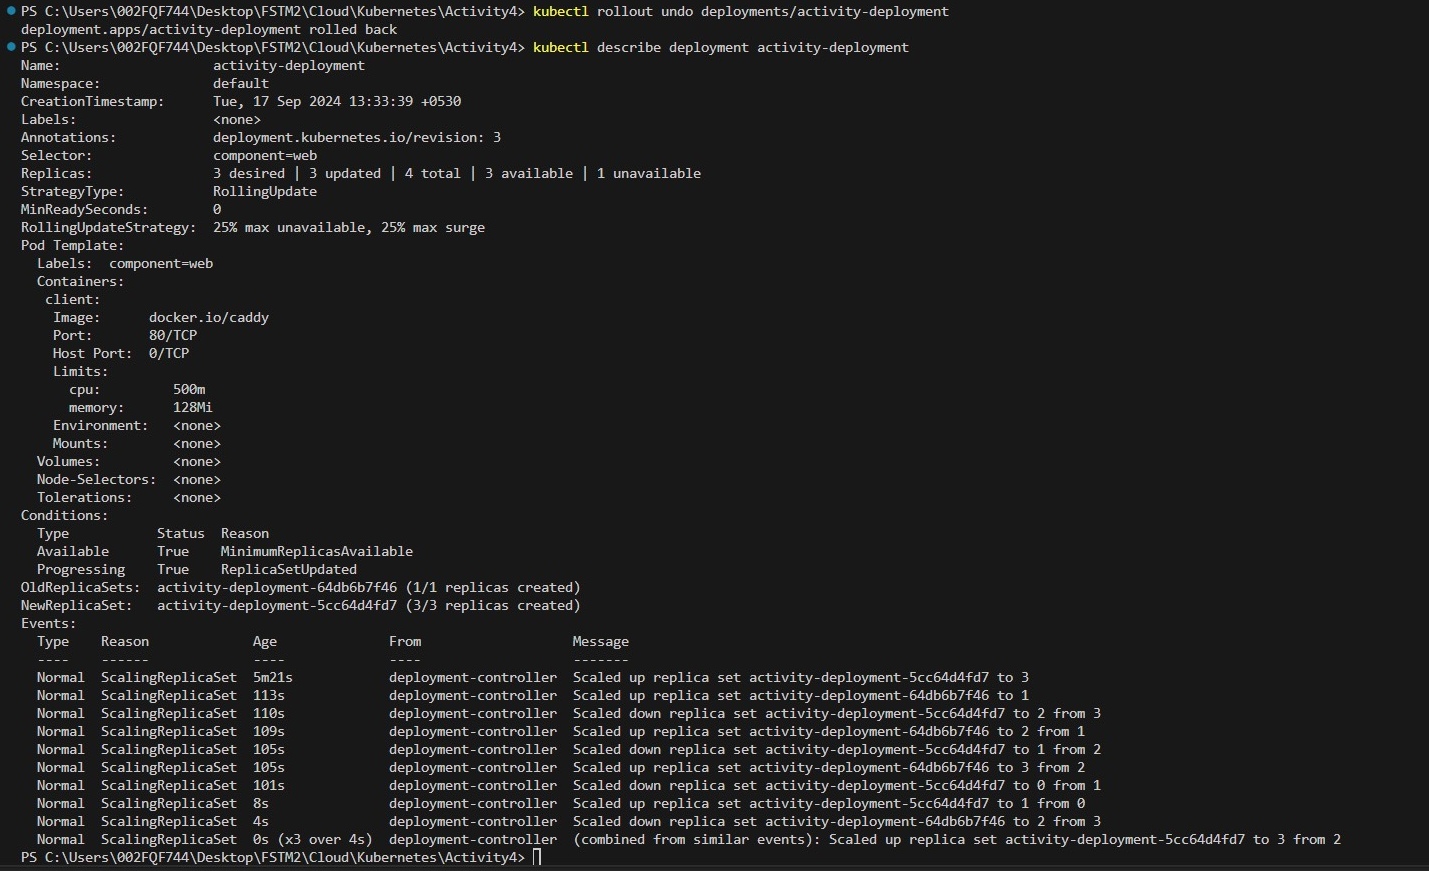 PS C:\Users\002FQF744\Desktop\FSTM2\Cloud\Kubernetes\Activity4> kubectl rollout undo deployments/activity-deployment
deployment.apps/activity-deployment rolled back
PS C:\Users\002FQF744\Desktop\FSTM2\Cloud\Kubernetes\Activity4> kubectl describe deployment activity-deployment
Name:                   activity-deployment
Namespace:              default
CreationTimestamp:      Tue, 17 Sep 2024 13:33:39 +0530
Labels:                 <none>
Annotations:            deployment.kubernetes.io/revision: 3
Selector:               component=web
Replicas:               3 desired | 3 updated | 4 total | 3 available | 1 unavailable
StrategyType:           RollingUpdate
MinReadySeconds:        0
RollingUpdateStrategy:  25% max unavailable, 25% max surge
Pod Template:
  Labels:  component=web
  Containers:
   client:
    Image:      docker.io/caddy
    Port:       80/TCP
    Host Port:  0/TCP
    Limits:
      cpu:         500m
      memory:      128Mi
    Environment:   <none>
    Mounts:        <none>
  Volumes:         <none>
  Node-Selectors:  <none>
  Tolerations:     <none>
Conditions:
  Type           Status  Reason
  Available      True    MinimumReplicasAvailable
  Progressing    True    ReplicaSetUpdated
OldReplicaSets:  activity-deployment-64db6b7f46 (1/1 replicas created)
NewReplicaSet:   activity-deployment-5cc64d4fd7 (3/3 replicas created)
Events:
  Type    Reason             Age              From                   Message
  ----    ------             ----             ----                   -------
  Normal  ScalingReplicaSet  5m21s            deployment-controller  Scaled up replica set activity-deployment-5cc64d4fd7 to 3
  Normal  ScalingReplicaSet  113s             deployment-controller  Scaled up replica set activity-deployment-64db6b7f46 to 1
  Normal  ScalingReplicaSet  110s             deployment-controller  Scaled down replica set activity-deployment-5cc64d4fd7 to 2 from 3
  Normal  ScalingReplicaSet  109s             deployment-controller  Scaled up replica set activity-deployment-64db6b7f46 to 2 from 1
  Normal  ScalingReplicaSet  105s             deployment-controller  Scaled down replica set activity-deployment-5cc64d4fd7 to 1 from 2
  Normal  ScalingReplicaSet  105s             deployment-controller  Scaled up replica set activity-deployment-64db6b7f46 to 3 from 2
  Normal  ScalingReplicaSet  101s             deployment-controller  Scaled down replica set activity-deployment-5cc64d4fd7 to 0 from 1
  Normal  ScalingReplicaSet  8s               deployment-controller  Scaled up replica set activity-deployment-5cc64d4fd7 to 1 from 0
  Normal  ScalingReplicaSet  4s               deployment-controller  Scaled down replica set activity-deployment-64db6b7f46 to 2 from 3
  Normal  ScalingReplicaSet  0s (x3 over 4s)  deployment-controller  (combined from similar events): Scaled up replica set activity-deployment-5cc64d4fd7 to 3 from 2
PS C:\Users\002FQF744\Desktop\FSTM2\Cloud\Kubernetes\Activity4>